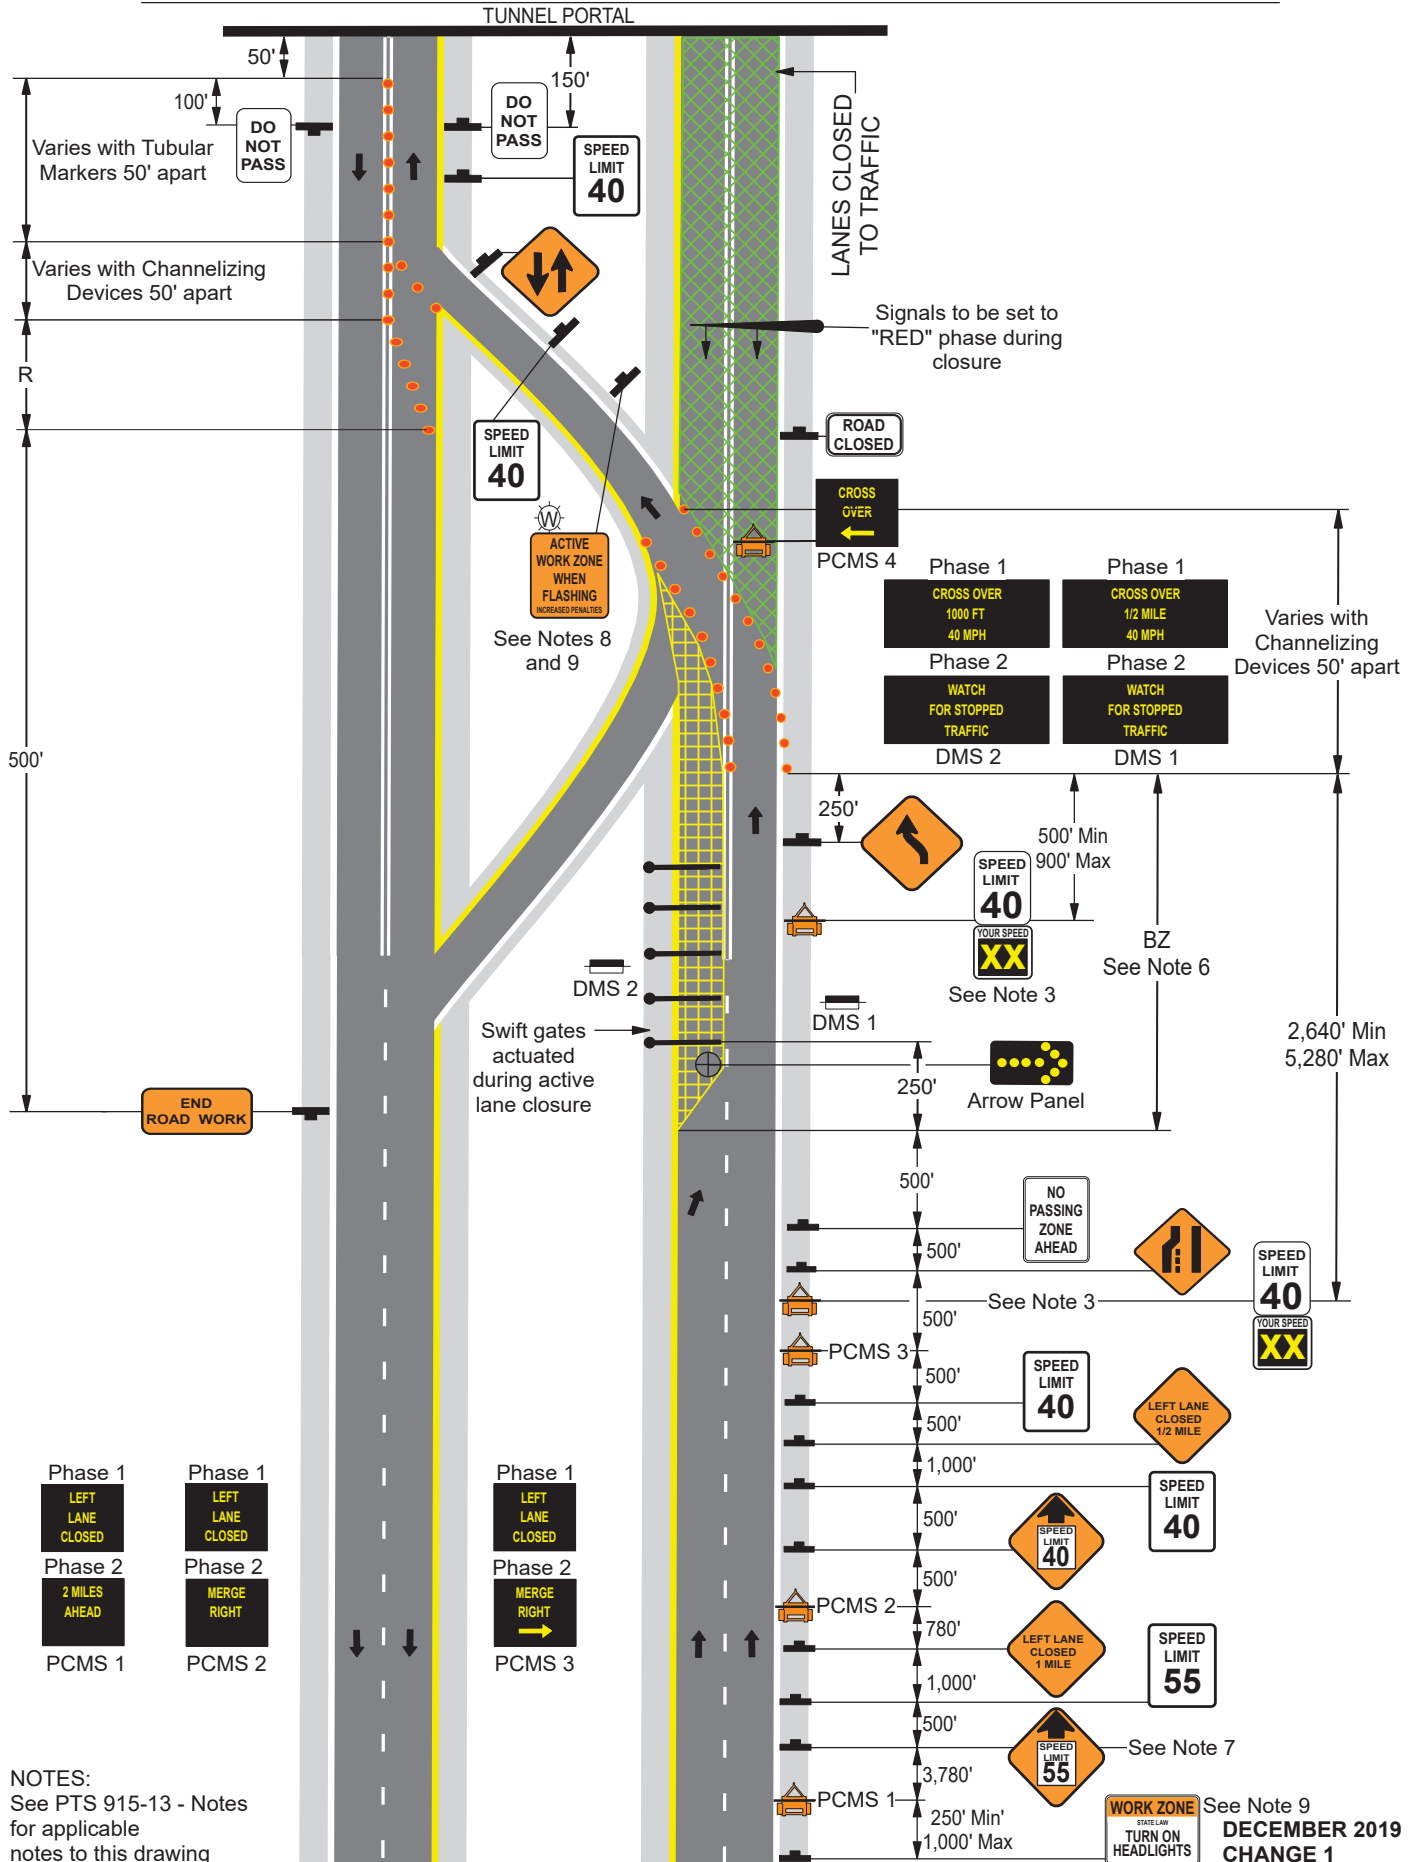 TUNNEL PORTAL
50'
150'
100'
DO
NOT
PASS
DO
NOT
PASS
Varies with Tubular
Markers 50' apart
SPEED
LIMIT
40
LANES CLOSED
TO TRAFFIC
Varies with Channelizing
Devices 50' apart
Signals to be set to
"RED" phase during
closure
R
SPEED
LIMIT
40
ROAD
CLOSED
W
ACTIVE
WORK ZONE
WHEN
FLASHING
INCREASED PENALTIES
See Notes 8
and 9
CROSS
OVER
PCMS 4
Phase 1
CROSS OVER
1000 FT
40 MPH
Phase 2
WATCH
FOR STOPPED
TRAFFIC
DMS 2
Phase 1
CROSS OVER
1/2 MILE
40 MPH
Phase 2
WATCH
FOR STOPPED
TRAFFIC
DMS 1
Varies with
Channelizing
Devices 50' apart
500'
250'
500' Min
900' Max
SPEED
LIMIT
40
YOUR SPEED
XX
See Note 3
BZ
See Note 6
DMS 2
DMS 1
2,640' Min
5,280' Max
Swift gates
actuated
during active
lane closure
250'
Arrow Panel
END
ROAD WORK
500'
NO
PASSING
ZONE
AHEAD
500'
SPEED
LIMIT
40
YOUR SPEED
XX
See Note 3
500'
PCMS 3
500'
SPEED
LIMIT
40
500'
LEFT LANE
CLOSED
1/2 MILE
1,000'
SPEED
LIMIT
40
500'
SPEED
LIMIT
40
500'
PCMS 2
780'
LEFT LANE
CLOSED
1 MILE
1,000'
SPEED
LIMIT
55
500'
SPEED
LIMIT
55
See Note 7
3,780'
PCMS 1
250' Min'
1,000' Max
Phase 1
LEFT
LANE
CLOSED
Phase 2
2 MILES
AHEAD
PCMS 1
Phase 1
LEFT
LANE
CLOSED
Phase 2
MERGE
RIGHT
PCMS 2
Phase 1
LEFT
LANE
CLOSED
Phase 2
MERGE
RIGHT
PCMS 3
NOTES:
See PTS 915-13 - Notes
for applicable
notes to this drawing
WORK ZONE
STATE LAW
TURN ON
HEADLIGHTS
See Note 9
DECEMBER 2019
CHANGE 1